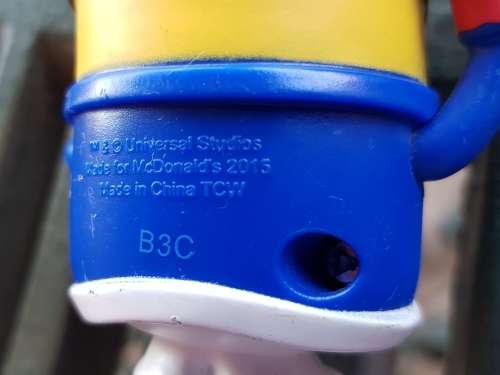 ™ & © Universal Studios
Made for McDonald's 2015
Made in China TCW
B3C